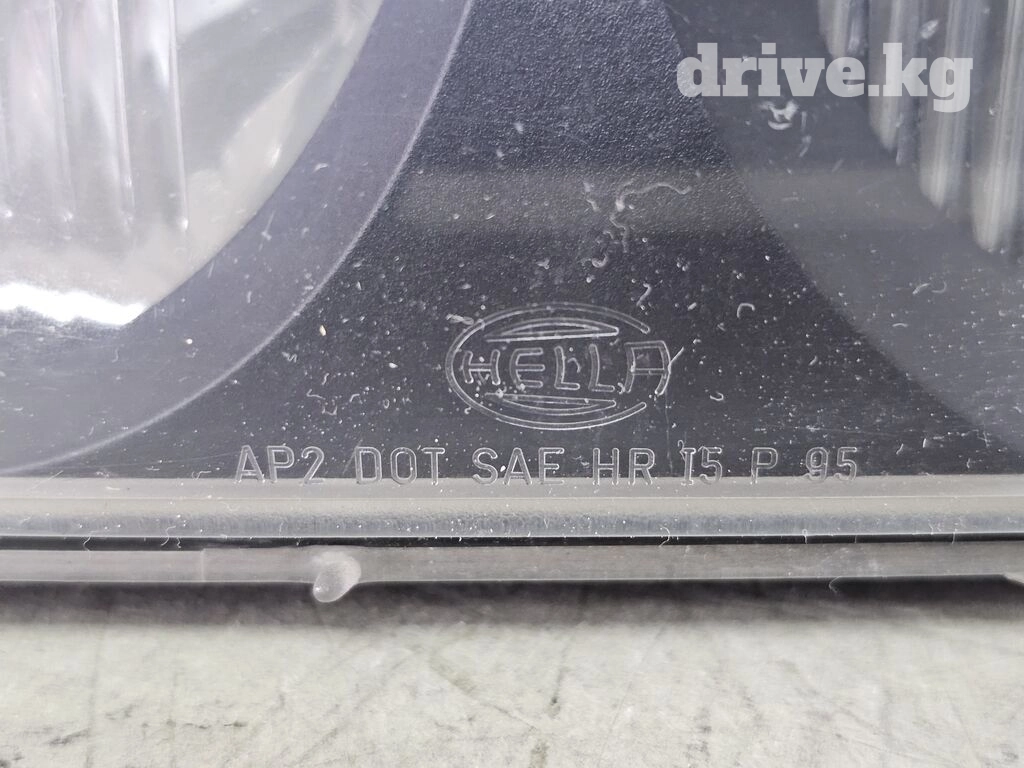 drive.kg
HELLA
AP2 DOT SAE HR I5 P 95